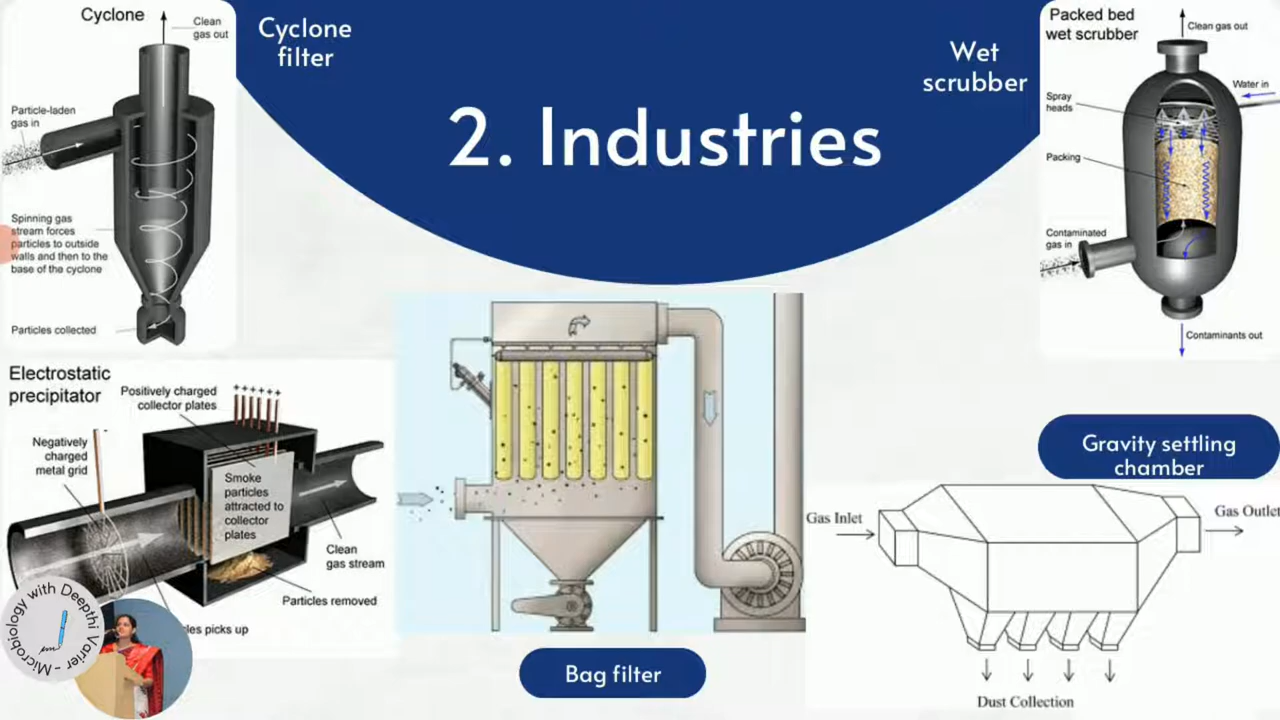 Cyclone
Clean
gas out
Particle-laden
gas in
Spinning gas
stream forces
particles to outside
walls and then to the
base of the cyclone
Particles collected
Cyclone
filter
2. Industries
Wet
scrubber
Packed bed
wet scrubber
Clean gas out
Water in
Spray
heads
Packing
Contaminated
gas in
Contaminants out
Electrostatic
precipitator
Positively charged
collector plates
++++++
Negatively
charged
metal grid
Smoke
particles
attracted to
collector
plates
Clean
gas stream
Particles removed
picks up
Bag filter
Gravity settling
chamber
Gas Inlet
Gas Outlet
Dust Collection
Microbiology with Deepthi Varier -